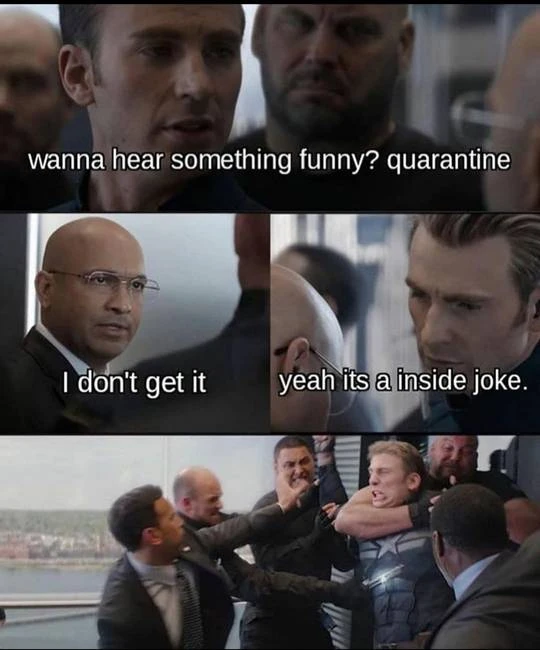 wanna hear something funny? quarantine
I don't get it
yeah its a inside joke.